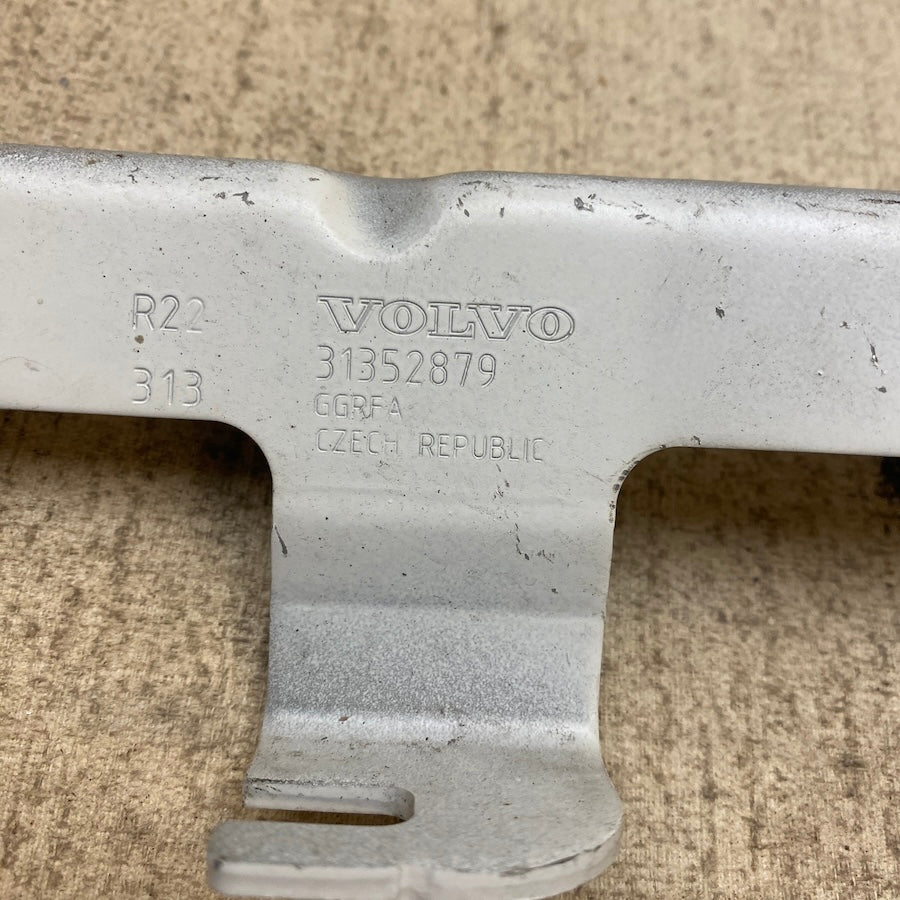 R22
313
VOLVO
31352879
GGRFA
CZECH REPUBLIC